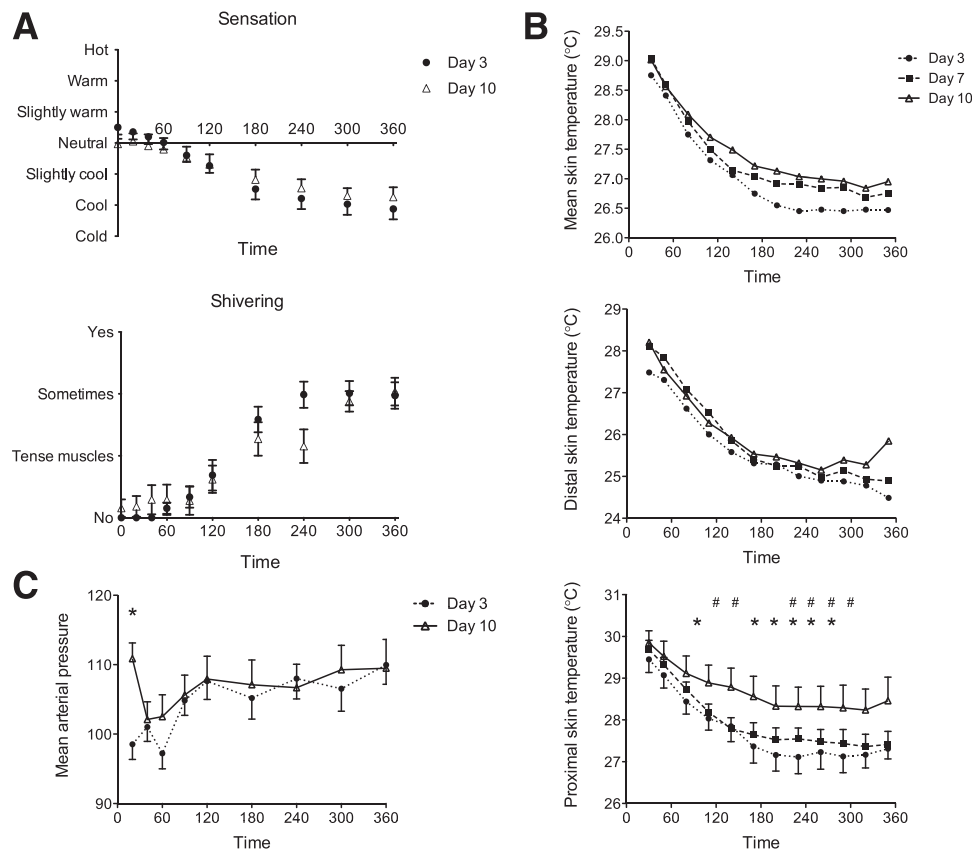 A
Sensation
Hot
Warm
Slightly warm
Neutral
Slightly cool
Cool
Cold
60 120 180 240 300 360
Time
Day 3
Day 10
Shivering
Yes
Sometimes
Tense muscles
No
0 60 120 180 240 300 360
Time
B
Mean skin temperature (°C)
29.5
29.0
28.5
28.0
27.5
27.0
26.5
26.0
0 60 120 180 240 300 360
Time
Day 3
Day 7
Day 10
Distal skin temperature (°C)
29
28
27
26
25
24
0 60 120 180 240 300 360
Time
Proximal skin temperature (°C)
31
30
29
28
27
26
# # # # # #
* * * * * *
0 60 120 180 240 300 360
Time
C
Mean arterial pressure
120
110
100
90
*
0 60 120 180 240 300 360
Time
Day 3
Day 10